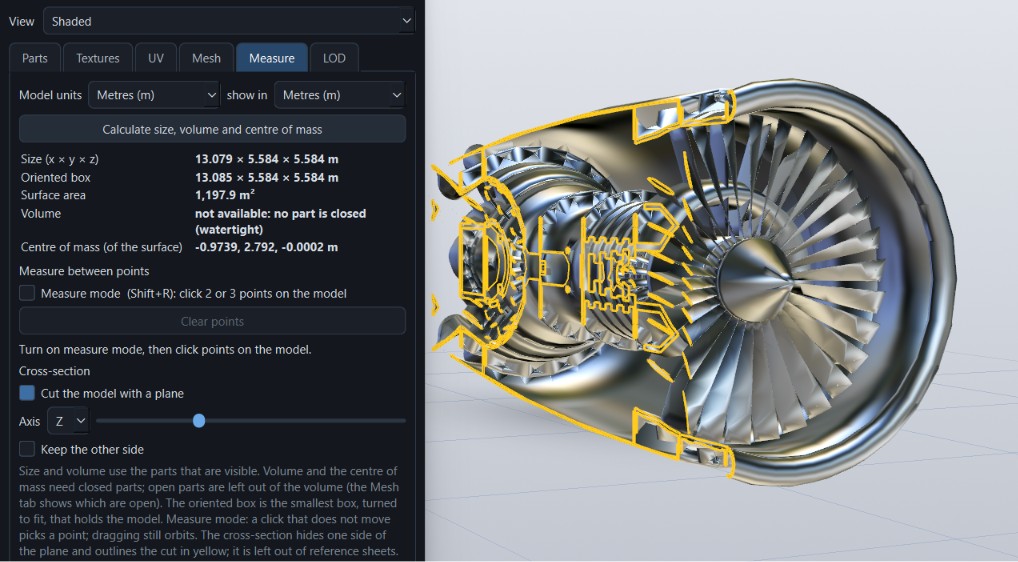 View Shaded
Parts Textures UV Mesh Measure LOD
Model units Metres (m) show in Metres (m)
Calculate size, volume and centre of mass
Size (x × y × z) 13.079 × 5.584 × 5.584 m
Oriented box 13.085 × 5.584 × 5.584 m
Surface area 1,197.9 m²
Volume not available: no part is closed
(watertight)
Centre of mass (of the surface) -0.9739, 2.792, -0.0002 m
Measure between points
Measure mode (Shift+R): click 2 or 3 points on the model
Clear points
Turn on measure mode, then click points on the model.
Cross-section
Cut the model with a plane
Axis Z
Keep the other side
Size and volume use the parts that are visible. Volume and the centre of
mass need closed parts; open parts are left out of the volume (the Mesh
tab shows which are open). The oriented box is the smallest box, turned
to fit, that holds the model. Measure mode: a click that does not move
picks a point; dragging still orbits. The cross-section hides one side of
the plane and outlines the cut in yellow; it is left out of reference sheets.